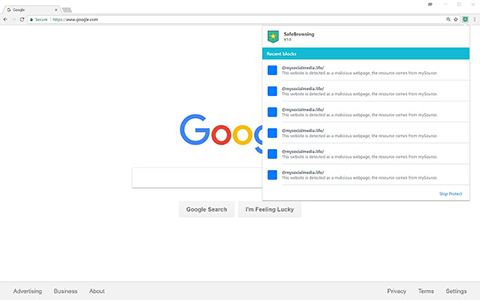 Google
Secure
https://www.google.com
SafeBrowsing
V1.0
Recent blocks
@mysocialmedia.life/
This website is detected as a malicious webpage, the resource comes from mySource.
@mysocialmedia.life/
This website is detected as a malicious webpage, the resource comes from mySource.
@mysocialmedia.life/
This website is detected as a malicious webpage, the resource comes from mySource.
@mysocialmedia.life/
This website is detected as a malicious webpage, the resource comes from mySource.
@mysocialmedia.life/
This website is detected as a malicious webpage, the resource comes from mySource.
@mysocialmedia.life/
This website is detected as a malicious webpage, the resource comes from mySource.
Stop Protect
Goog
Google Search
I'm Feeling Lucky
Advertising Business About
Privacy Terms Settings